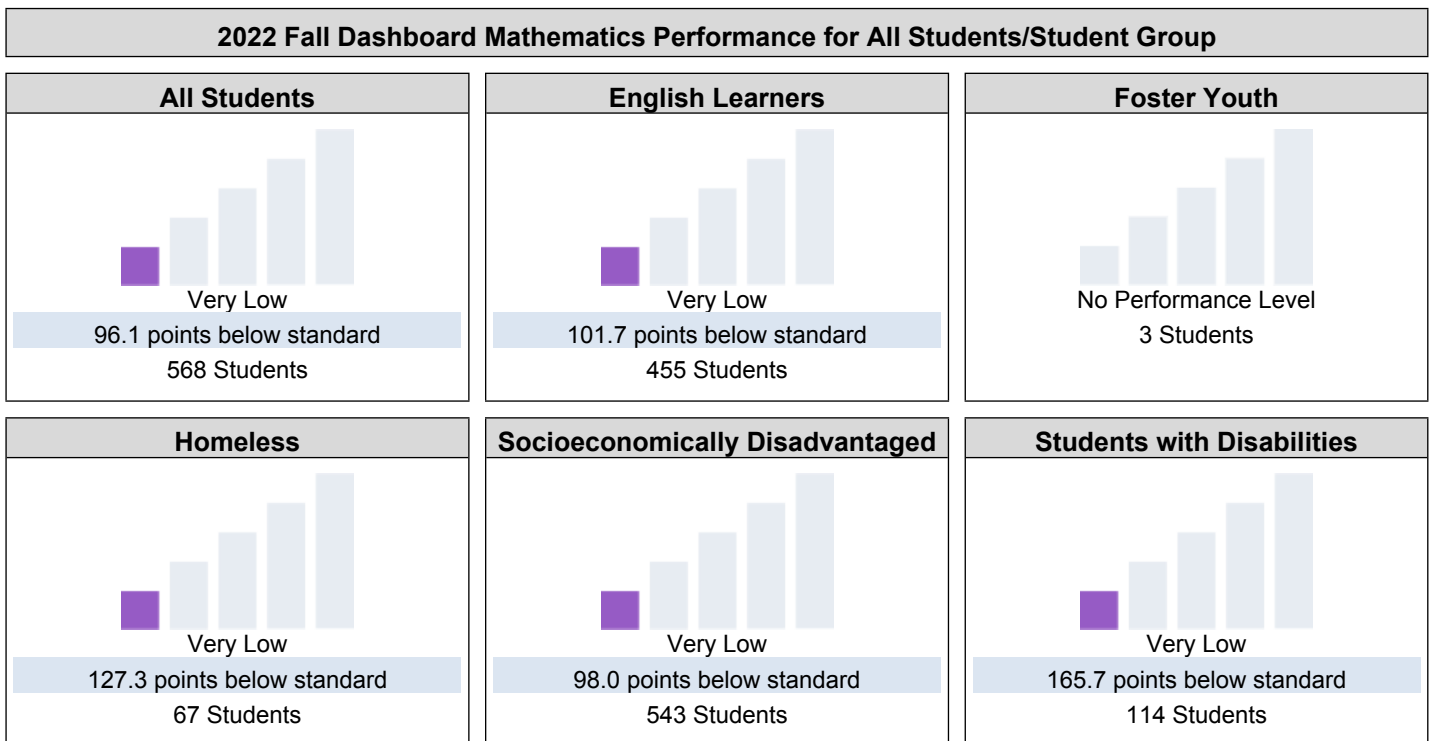 2022 Fall Dashboard Mathematics Performance for All Students/Student Group
All Students
Very Low
96.1 points below standard
568 Students
English Learners
Very Low
101.7 points below standard
455 Students
Foster Youth
No Performance Level
3 Students
Homeless
Very Low
127.3 points below standard
67 Students
Socioeconomically Disadvantaged
Very Low
98.0 points below standard
543 Students
Students with Disabilities
Very Low
165.7 points below standard
114 Students